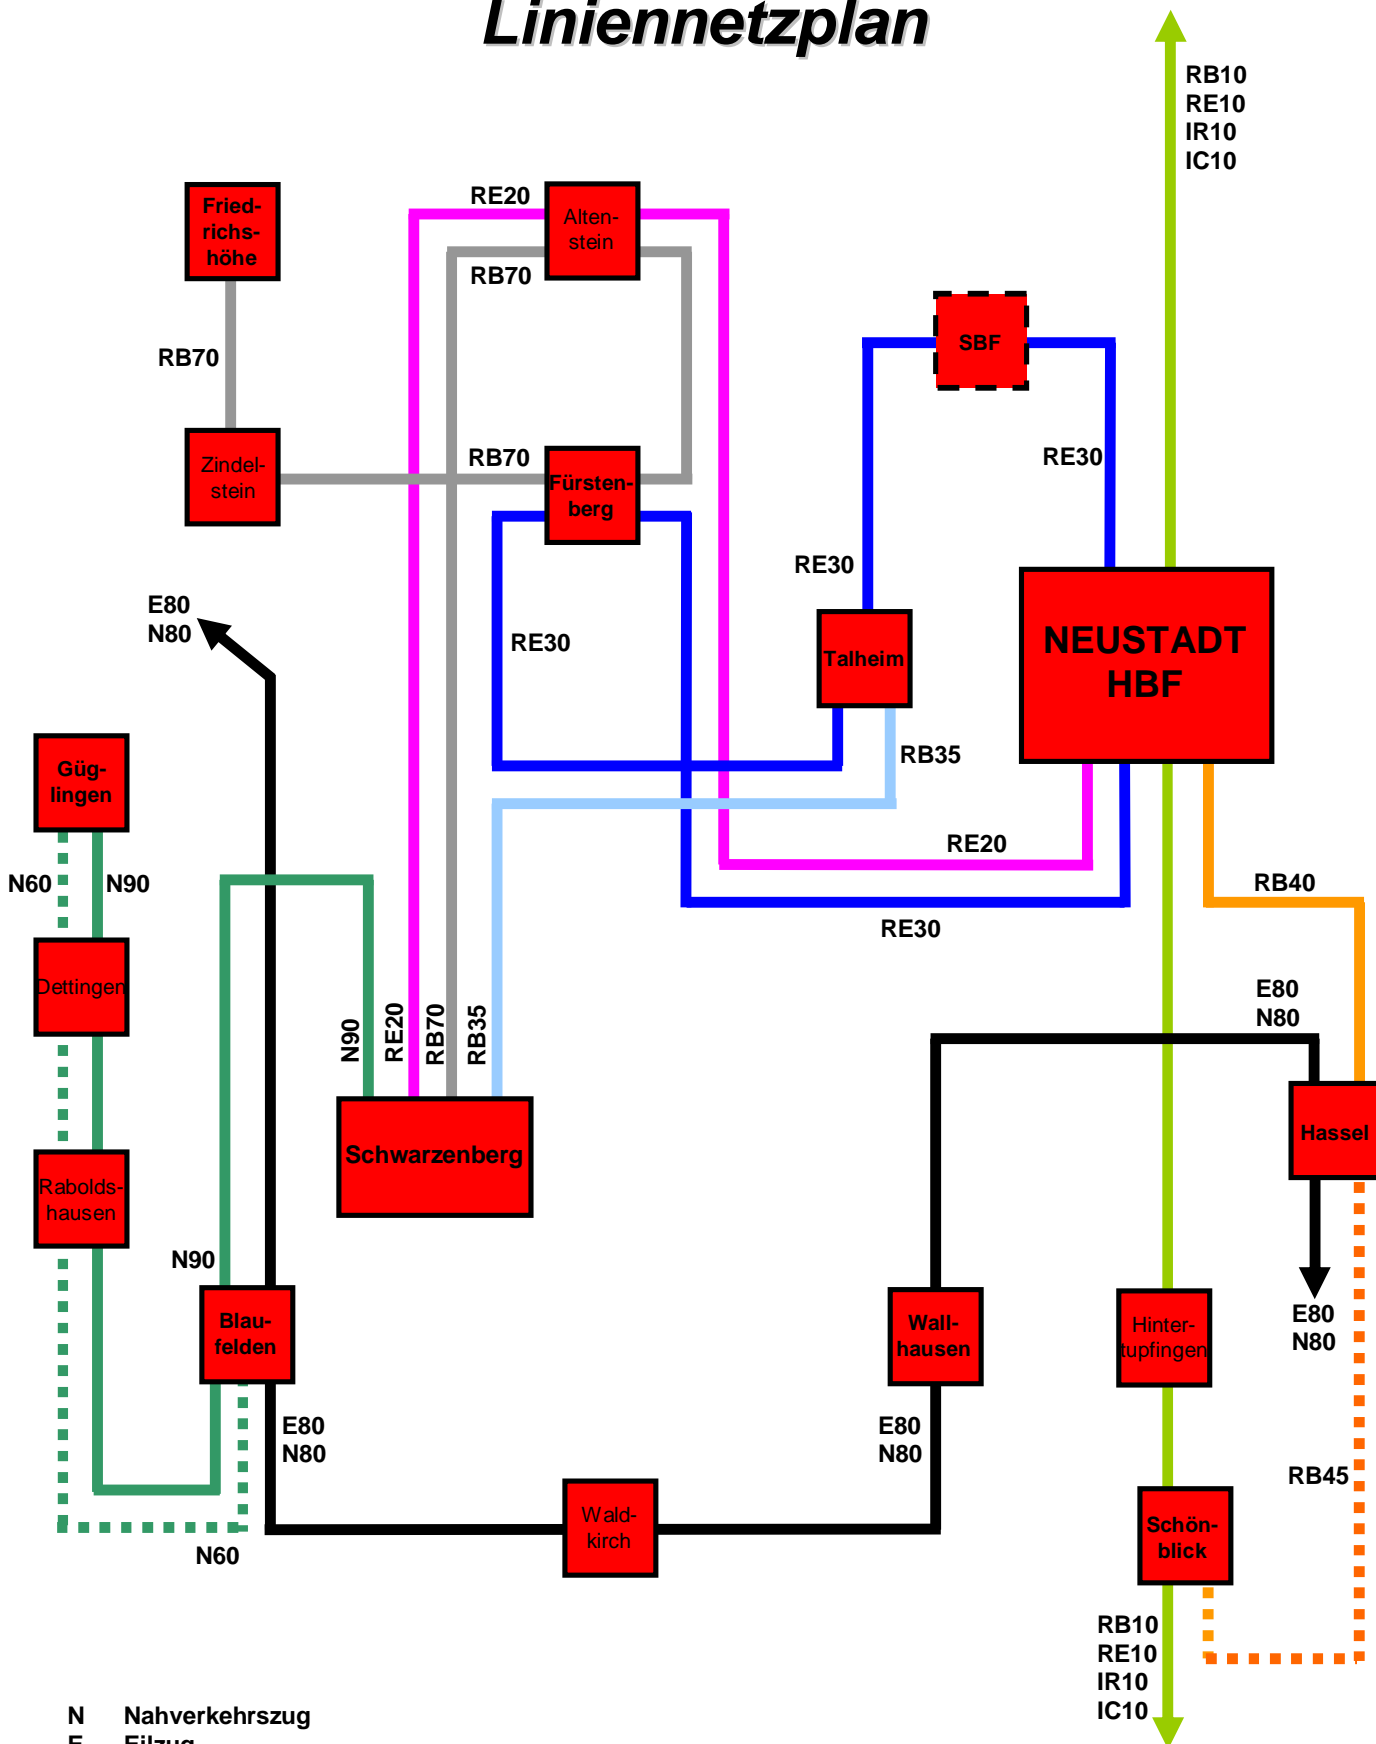 Liniennetzplan
RB10
RE10
IR10
IC10
RE20
Alten-
stein
Fried-
richs-
höhe
RB70
SBF
RB70
RE30
Zindel-
stein
RB70
Fürsten-
berg
RE30
E80
N80
RE30
Talheim
NEUSTADT
HBF
RB35
Güg-
lingen
RE20
N60
N90
RB40
RE30
Dettingen
E80
N80
N90
RE20
RB70
RB35
Hassel
Schwarzenberg
Rabolds-
hausen
N90
Blau-
felden
Wall-
hausen
Hinter-
tupfingen
E80
N80
E80
N80
E80
N80
RB45
Wald-
kirch
Schön-
blick
N60
RB10
RE10
IR10
IC10
N Nahverkehrszug
E Eilzug